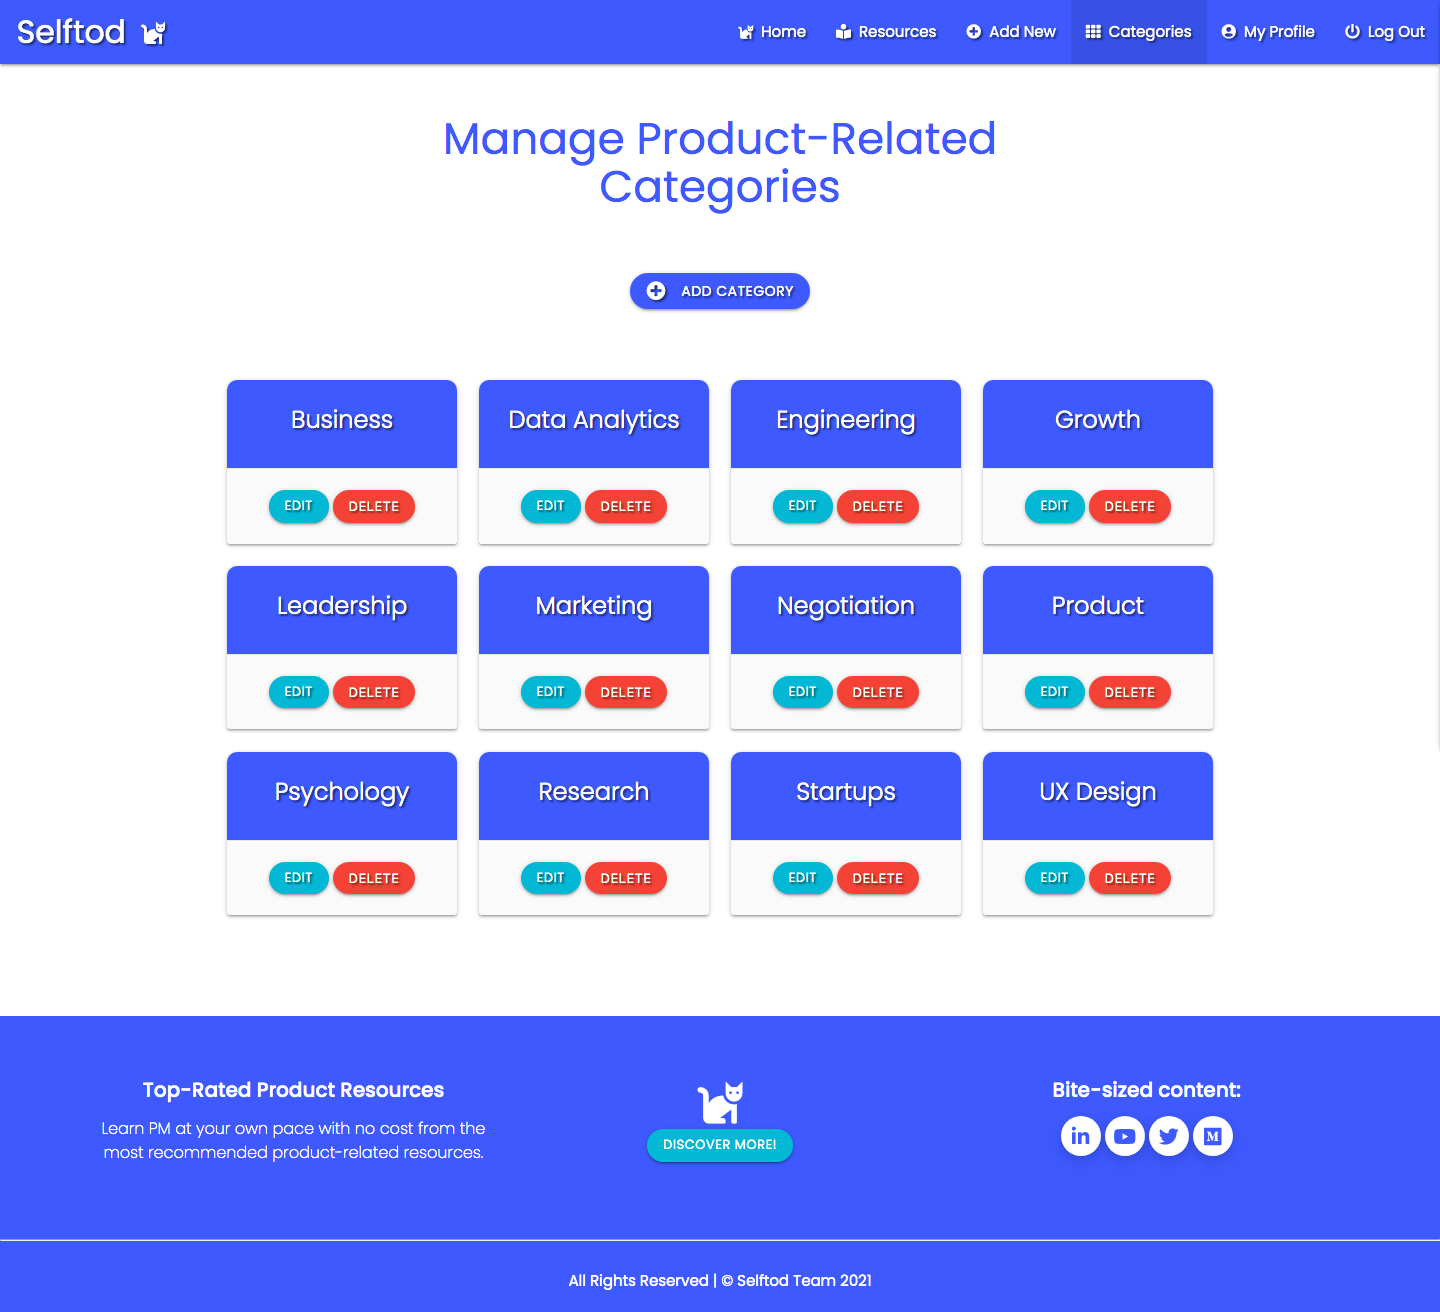 Selftod
Home
Resources
Add New
Categories
My Profile
Log Out
Manage Product-Related
Categories
ADD CATEGORY
Business
Data Analytics
Engineering
Growth
EDIT
DELETE
EDIT
DELETE
EDIT
DELETE
EDIT
DELETE
Leadership
Marketing
Negotiation
Product
EDIT
DELETE
EDIT
DELETE
EDIT
DELETE
EDIT
DELETE
Psychology
Research
Startups
UX Design
EDIT
DELETE
EDIT
DELETE
EDIT
DELETE
EDIT
DELETE
Top-Rated Product Resources
Learn PM at your own pace with no cost from the
most recommended product-related resources.
DISCOVER MORE!
Bite-sized content:
All Rights Reserved | © Selftod Team 2021